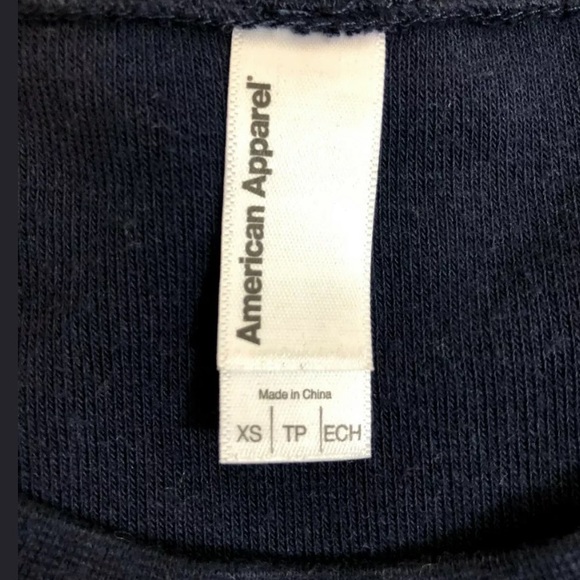 American Apparel
Made in China
XS | TP | ECH